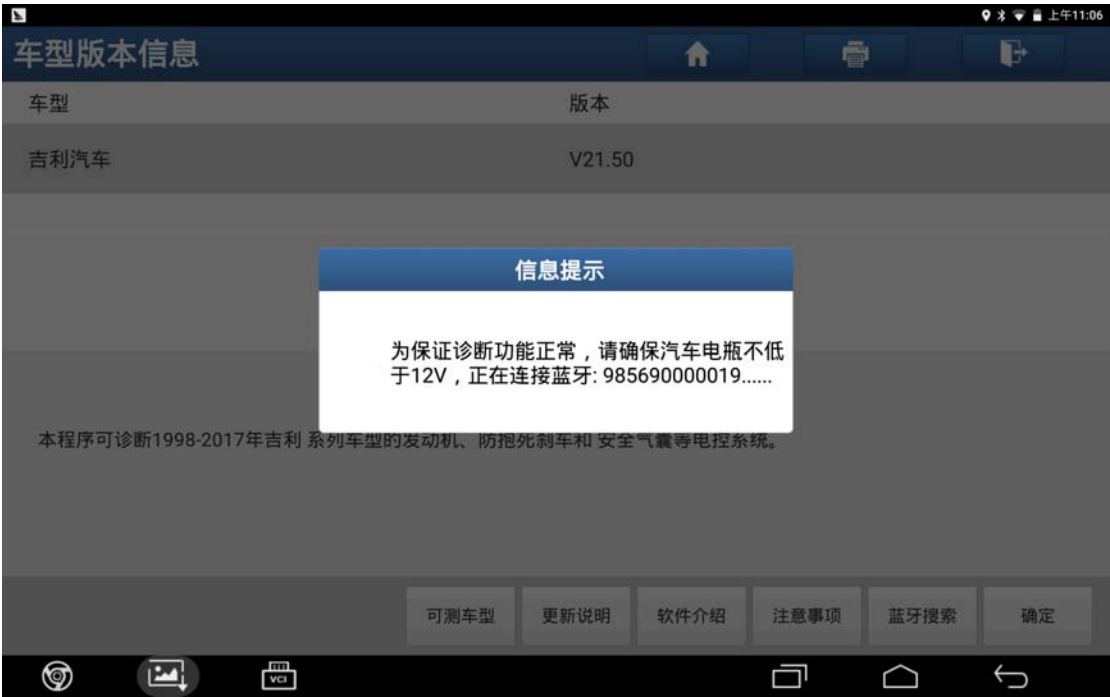 上午11:06
车型版本信息
车型 版本
吉利汽车 V21.50
信息提示
为保证诊断功能正常，请确保汽车电瓶不低
于12V，正在连接蓝牙: 985690000019......
本程序可诊断1998-2017年吉利 系列车型的发动机、防抱死刹车和 安全气囊等电控系统。
可测车型 更新说明 软件介绍 注意事项 蓝牙搜索 确定
VCI